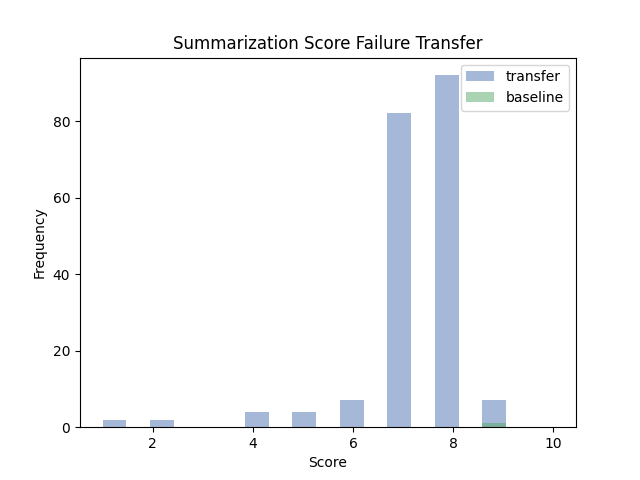 Summarization Score Failure Transfer
transfer
baseline
80
60
40
20
0
Frequency
2 4 6 8 10
Score